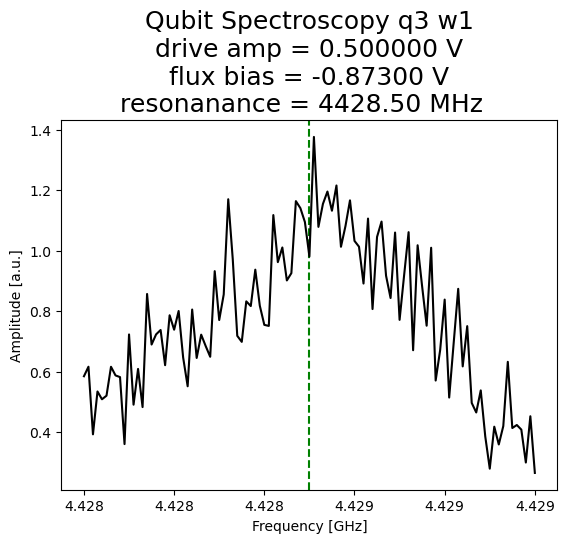 Qubit Spectroscopy q3 w1
drive amp = 0.500000 V
flux bias = -0.87300 V
resonanance = 4428.50 MHz
1.4
1.2
1.0
0.8
0.6
0.4
Amplitude [a.u.]
4.428 4.428 4.428 4.429 4.429 4.429
Frequency [GHz]